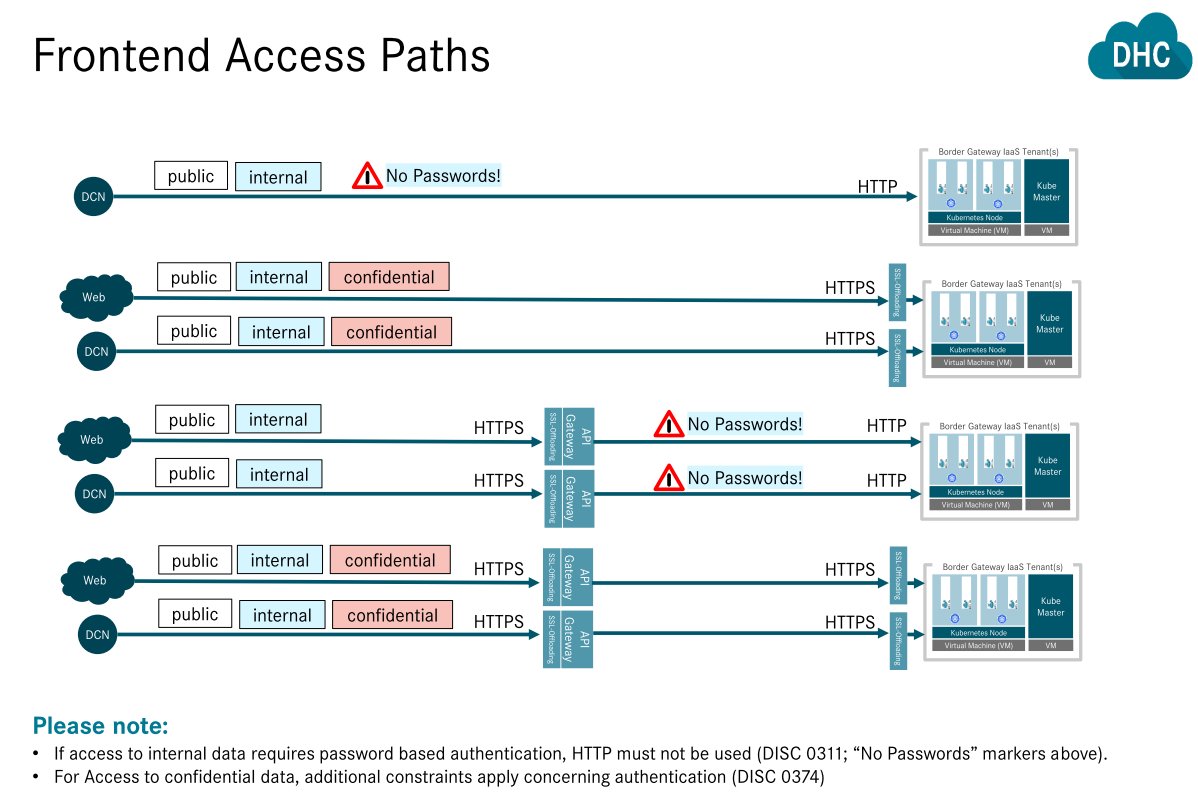 Frontend Access Paths
DHC
public
internal
No Passwords!
DCN
HTTP
Border Gateway IaaS Tenant(s)
Kubernetes Node
Virtual Machine (VM)
Kube
Master
VM
public
internal
confidential
Web
HTTPS
SSL-Offloading
public
internal
confidential
DCN
HTTPS
SSL-Offloading
Border Gateway IaaS Tenant(s)
Kubernetes Node
Virtual Machine (VM)
Kube
Master
VM
public
internal
Web
HTTPS
SSL-Offloading
API
Gateway
No Passwords!
HTTP
public
internal
DCN
HTTPS
SSL-Offloading
API
Gateway
No Passwords!
HTTP
Border Gateway IaaS Tenant(s)
Kubernetes Node
Virtual Machine (VM)
Kube
Master
VM
public
internal
confidential
Web
HTTPS
SSL-Offloading
API
Gateway
HTTPS
SSL-Offloading
public
internal
confidential
DCN
HTTPS
SSL-Offloading
API
Gateway
HTTPS
SSL-Offloading
Border Gateway IaaS Tenant(s)
Kubernetes Node
Virtual Machine (VM)
Kube
Master
VM
Please note:
• If access to internal data requires password based authentication, HTTP must not be used (DISC 0311; “No Passwords” markers above).
• For Access to confidential data, additional constraints apply concerning authentication (DISC 0374)